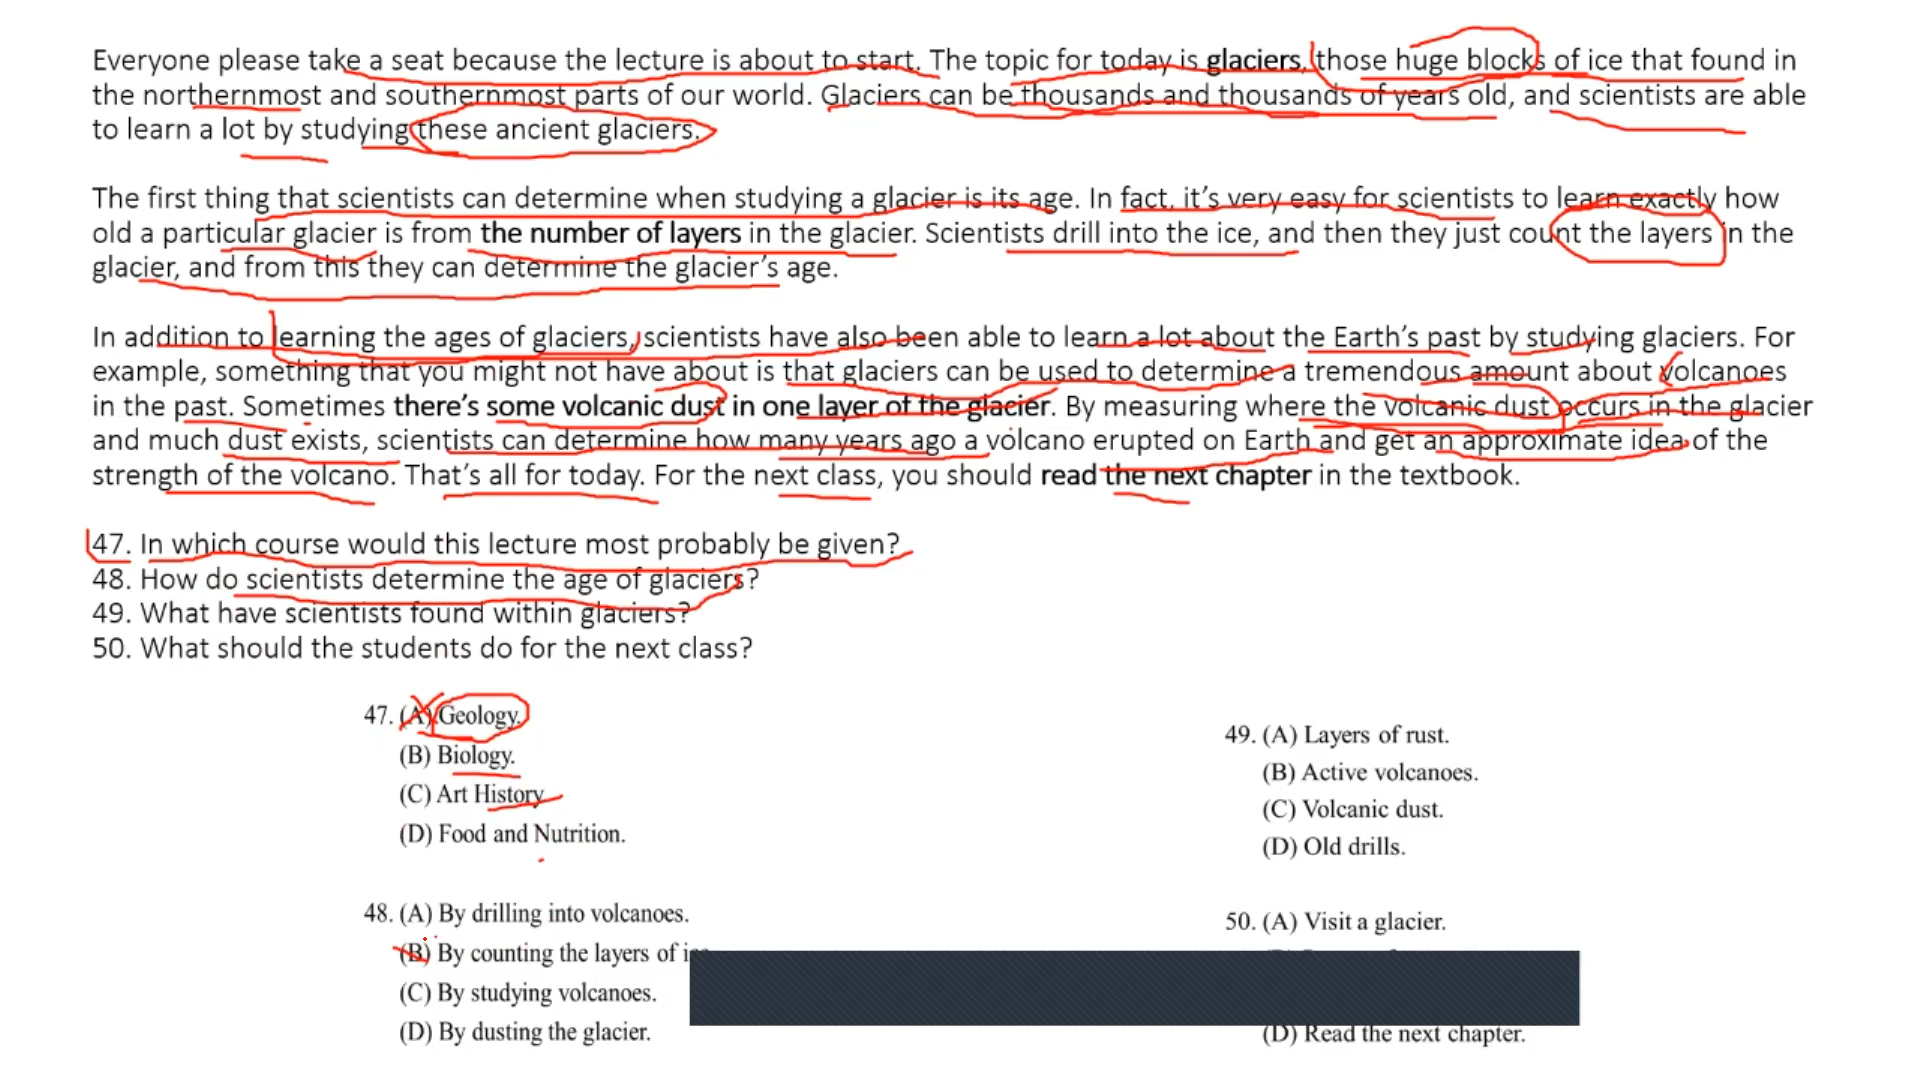 Everyone please take a seat because the lecture is about to start. The topic for today is glaciers, those huge blocks of ice that found in
the northernmost and southernmost parts of our world. Glaciers can be thousands and thousands of years old, and scientists are able
to learn a lot by studying these ancient glaciers.
The first thing that scientists can determine when studying a glacier is its age. In fact, it's very easy for scientists to learn exactly how
old a particular glacier is from the number of layers in the glacier. Scientists drill into the ice, and then they just count the layers in the
glacier, and from this they can determine the glacier's age.
In addition to learning the ages of glaciers, scientists have also been able to learn a lot about the Earth's past by studying glaciers. For
example, something that you might not have about is that glaciers can be used to determine a tremendous amount about volcanoes
in the past. Sometimes there's some volcanic dust in one layer of the glacier. By measuring where the volcanic dust occurs in the glacier
and much dust exists, scientists can determine how many years ago a volcano erupted on Earth and get an approximate idea of the
strength of the volcano. That's all for today. For the next class, you should read the next chapter in the textbook.
47. In which course would this lecture most probably be given?
48. How do scientists determine the age of glaciers?
49. What have scientists found within glaciers?
50. What should the students do for the next class?
47. (A) Geology.
(B) Biology.
(C) Art History.
(D) Food and Nutrition.
48. (A) By drilling into volcanoes.
(B) By counting the layers of
(C) By studying volcanoes.
(D) By dusting the glacier.
49. (A) Layers of rust.
(B) Active volcanoes.
(C) Volcanic dust.
(D) Old drills.
50. (A) Visit a glacier.
(D) Read the next chapter.